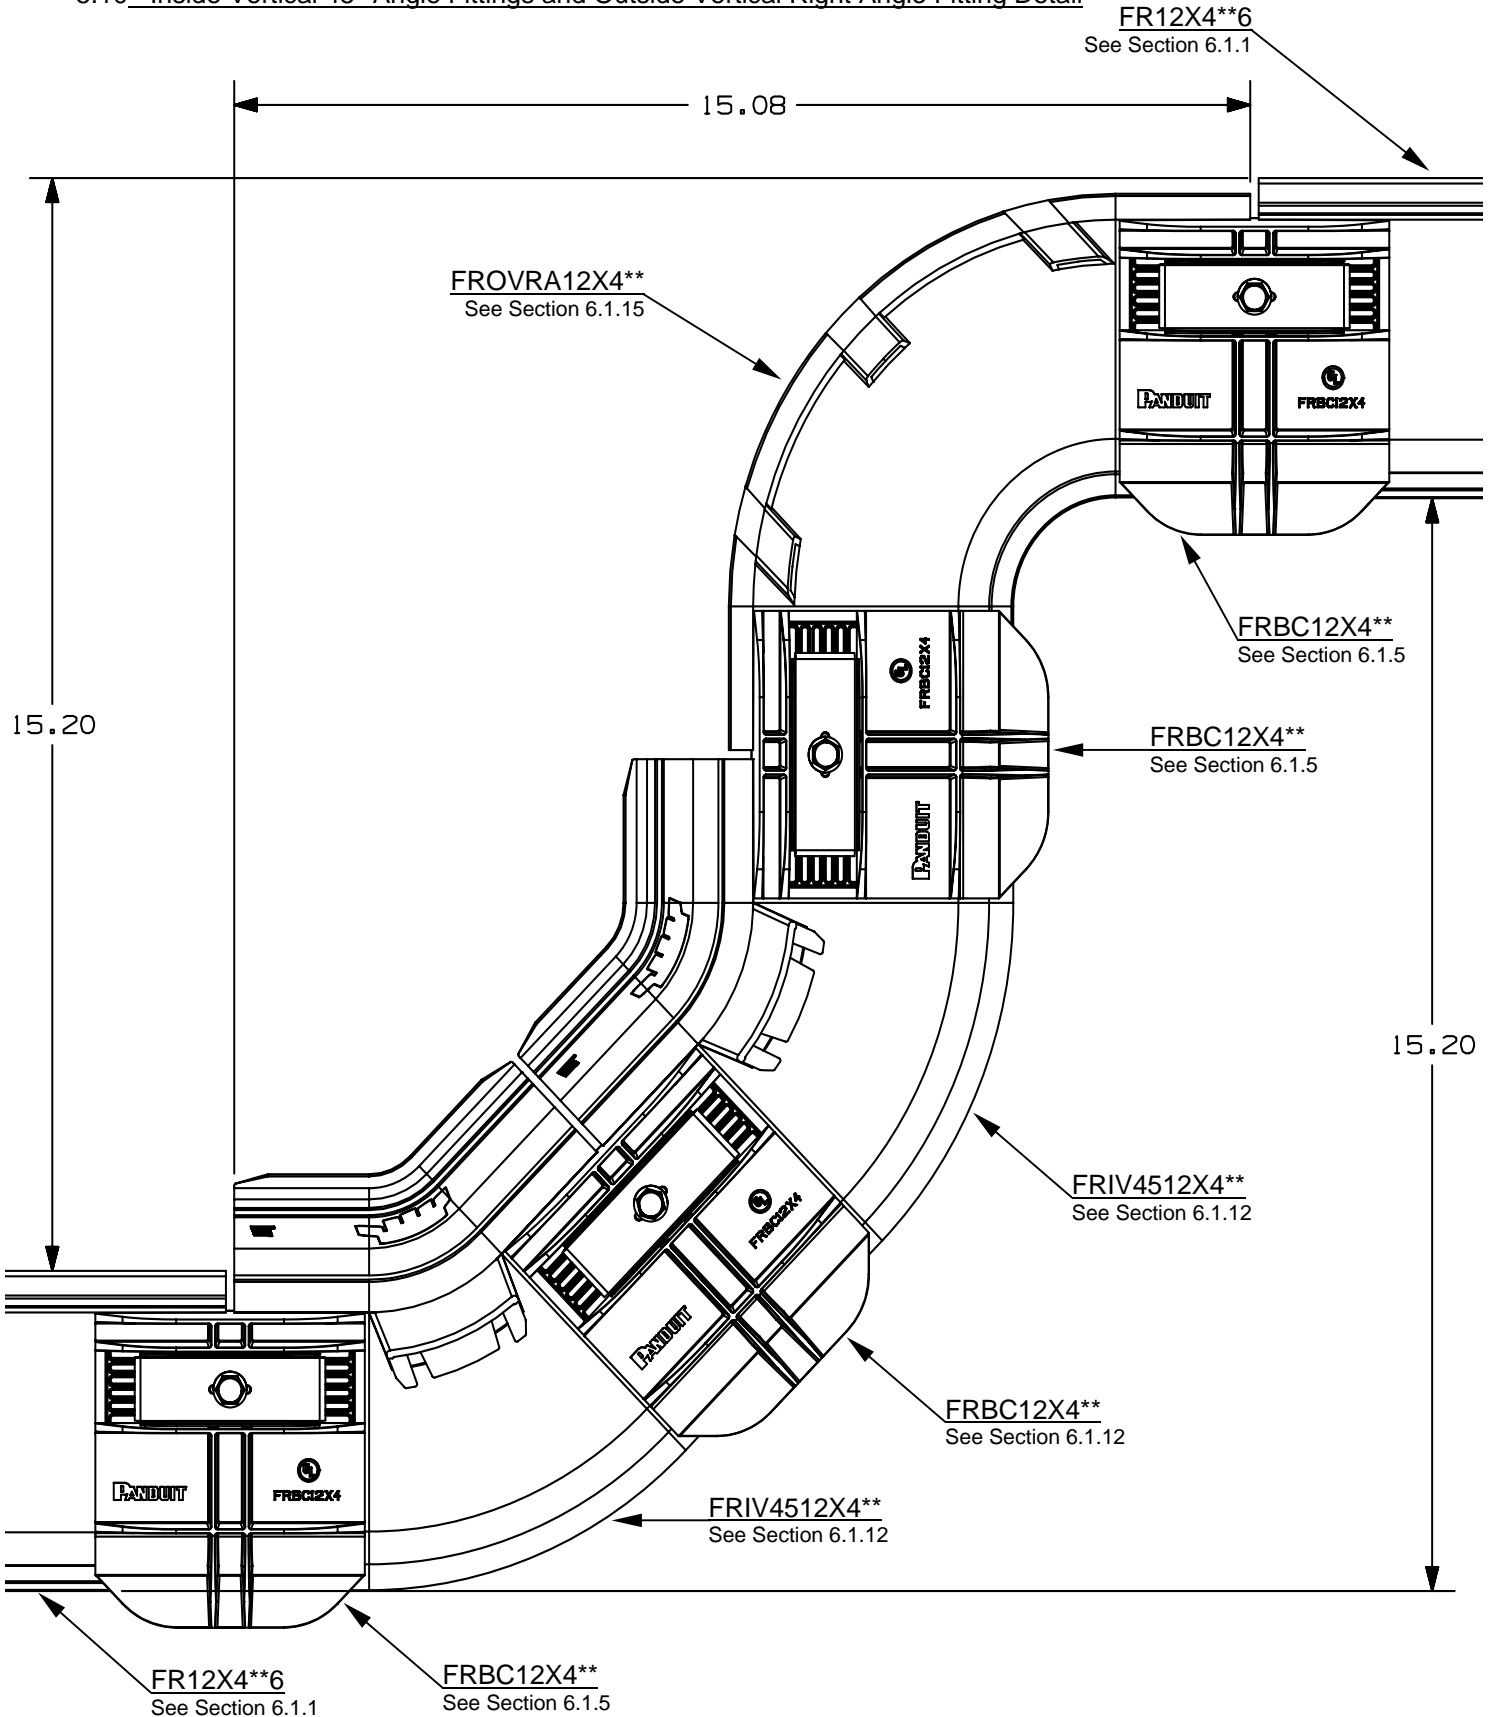 Inside Vertical 45° Angle Fittings and Outside Vertical Right Angle Fitting Detail
FR12X4**6
See Section 6.1.1
15.08
FROVRA12X4**
See Section 6.1.15
PANDUIT
UL
FRBC12X4
FRBC12X4**
See Section 6.1.5
UL
FRBC12X4
PANDUIT
15.20
FRBC12X4**
See Section 6.1.5
15.20
FRIV4512X4**
See Section 6.1.12
UL
FRBC12X4
PANDUIT
FRBC12X4**
See Section 6.1.12
PANDUIT
UL
FRBC12X4
FRIV4512X4**
See Section 6.1.12
FR12X4**6
See Section 6.1.1
FRBC12X4**
See Section 6.1.5